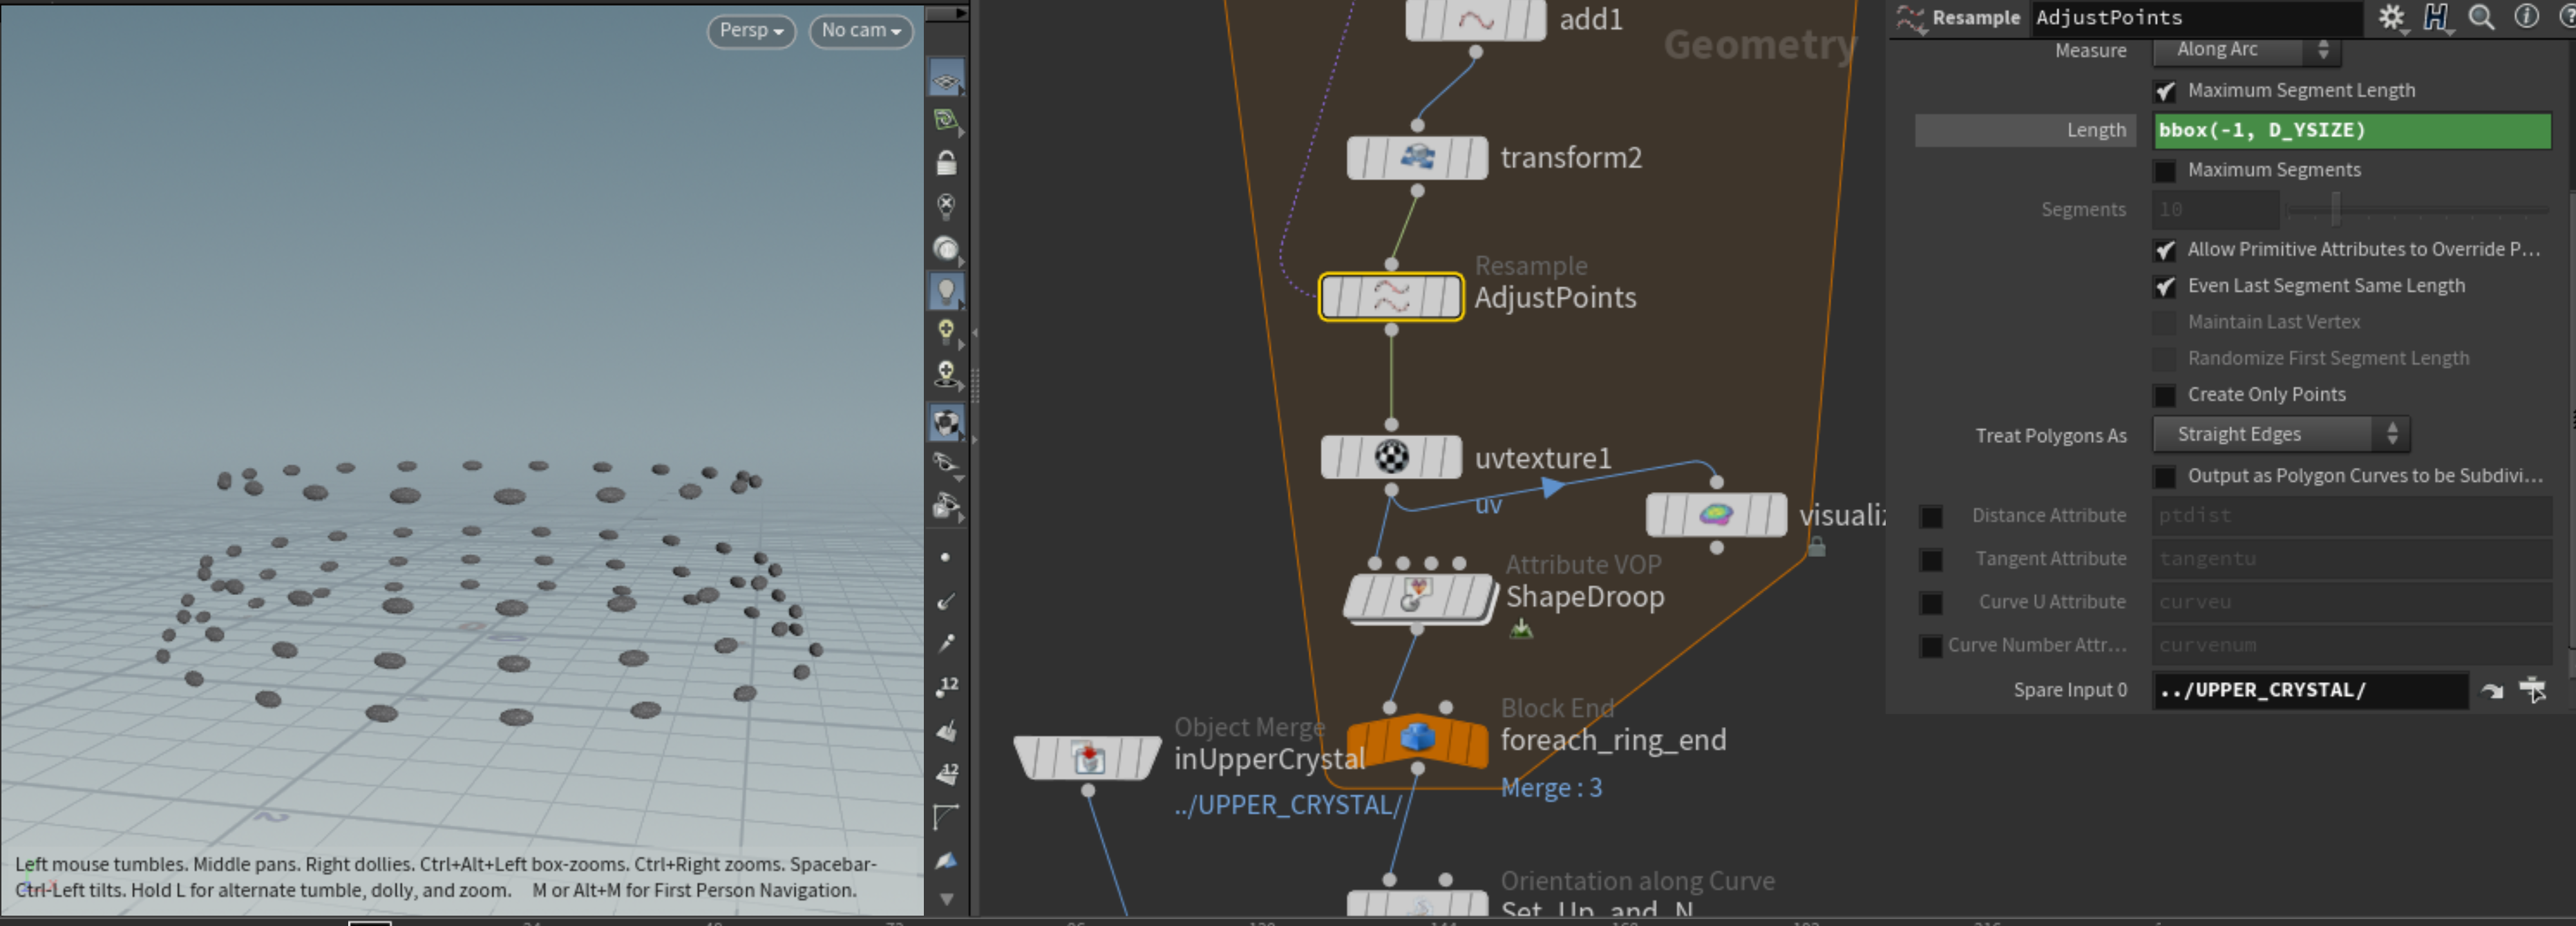 Persp
No cam
Left mouse tumbles. Middle pans. Right dollies. Ctrl+Alt+Left box-zooms. Ctrl+Right zooms. Spacebar-
Ctrl-Left tilts. Hold L for alternate tumble, dolly, and zoom. M or Alt+M for First Person Navigation.
12
12
add1
Geometry
transform2
Resample
AdjustPoints
uvtexture1
uv
visualiz
Attribute VOP
ShapeDroop
Block End
foreach_ring_end
Merge : 3
Object Merge
inUpperCrystal
../UPPER_CRYSTAL/
Orientation along Curve
Set_Up_and_N
Resample AdjustPoints
Measure Along Arc
Maximum Segment Length
Length bbox(-1, D_YSIZE)
Maximum Segments
Segments 10
Allow Primitive Attributes to Override P...
Even Last Segment Same Length
Maintain Last Vertex
Randomize First Segment Length
Create Only Points
Treat Polygons As Straight Edges
Output as Polygon Curves to be Subdivi...
Distance Attribute ptdist
Tangent Attribute tangentu
Curve U Attribute curveu
Curve Number Attr... curvenum
Spare Input 0 ../UPPER_CRYSTAL/